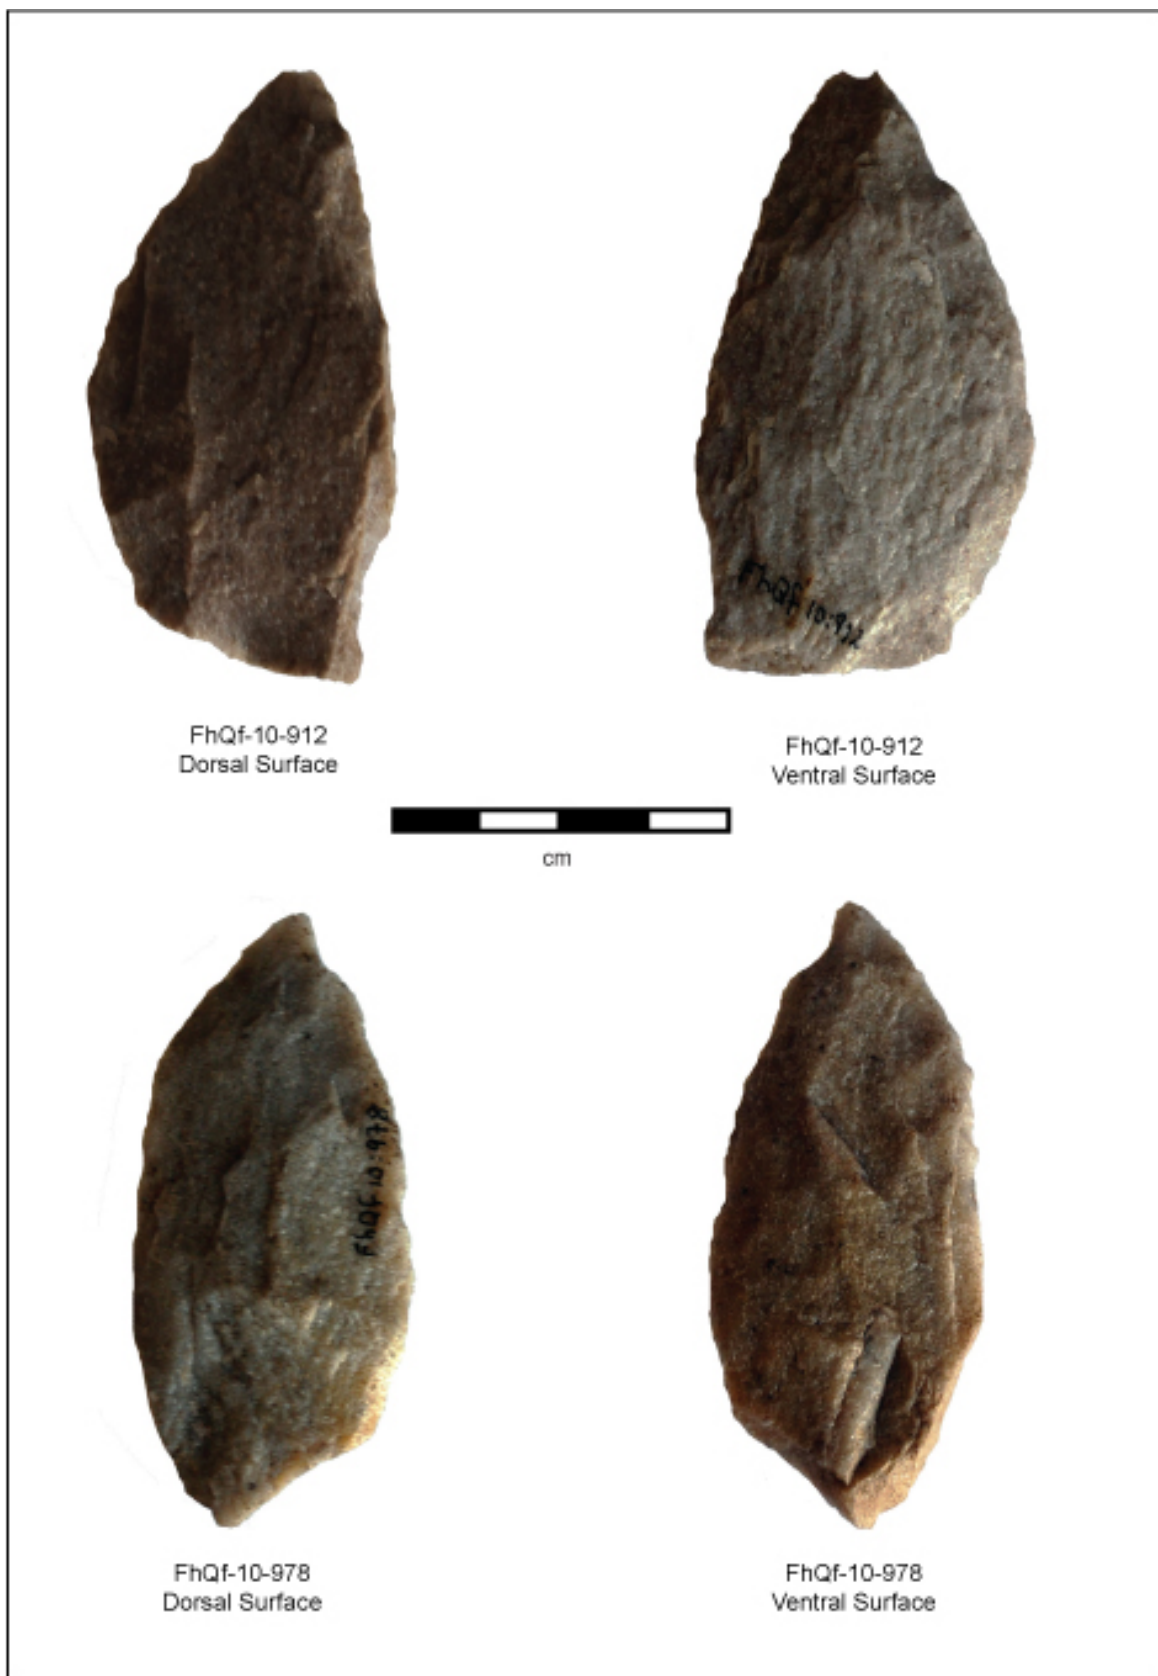 FhQf 10:912
FhQf-10-912
Dorsal Surface
FhQf-10-912
Ventral Surface
cm
FhQf 10:978
FhQf-10-978
Dorsal Surface
FhQf-10-978
Ventral Surface